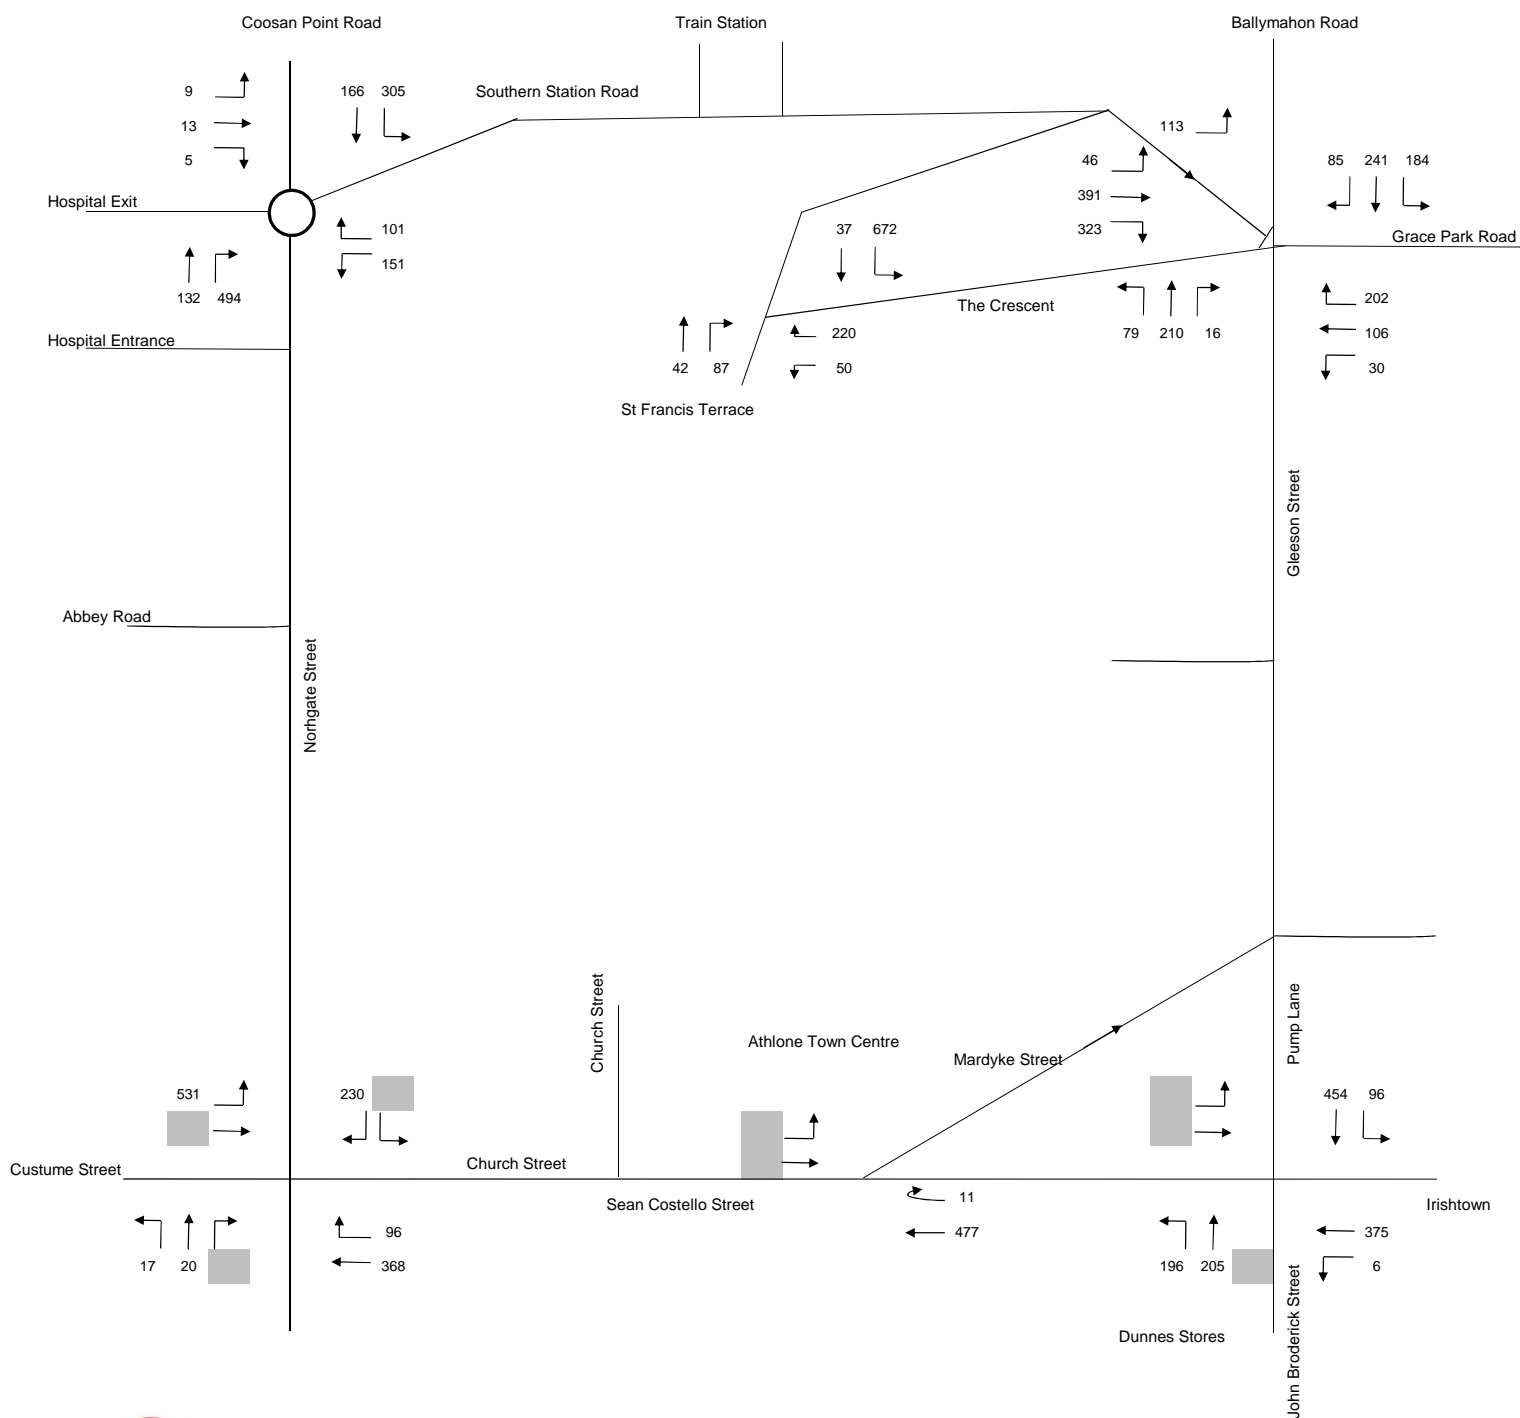 Coosan Point Road
Train Station
Ballymahon Road
9
166 305
Southern Station Road
13
113
5
46
85 241 184
Hospital Exit
391
101
37 672
323
Grace Park Road
151
132 494
The Crescent
202
Hospital Entrance
220
79 210 16
106
42 87
50
30
St Francis Terrace
Gleeson Street
Abbey Road
Norhgate Street
Church Street
Pump Lane
Athlone Town Centre
Mardyke Street
531
230
454 96
Custume Street
Church Street
Sean Costello Street
11
Irishtown
96
477
375
17 20
368
196 205
6
John Broderick Street
Dunnes Stores